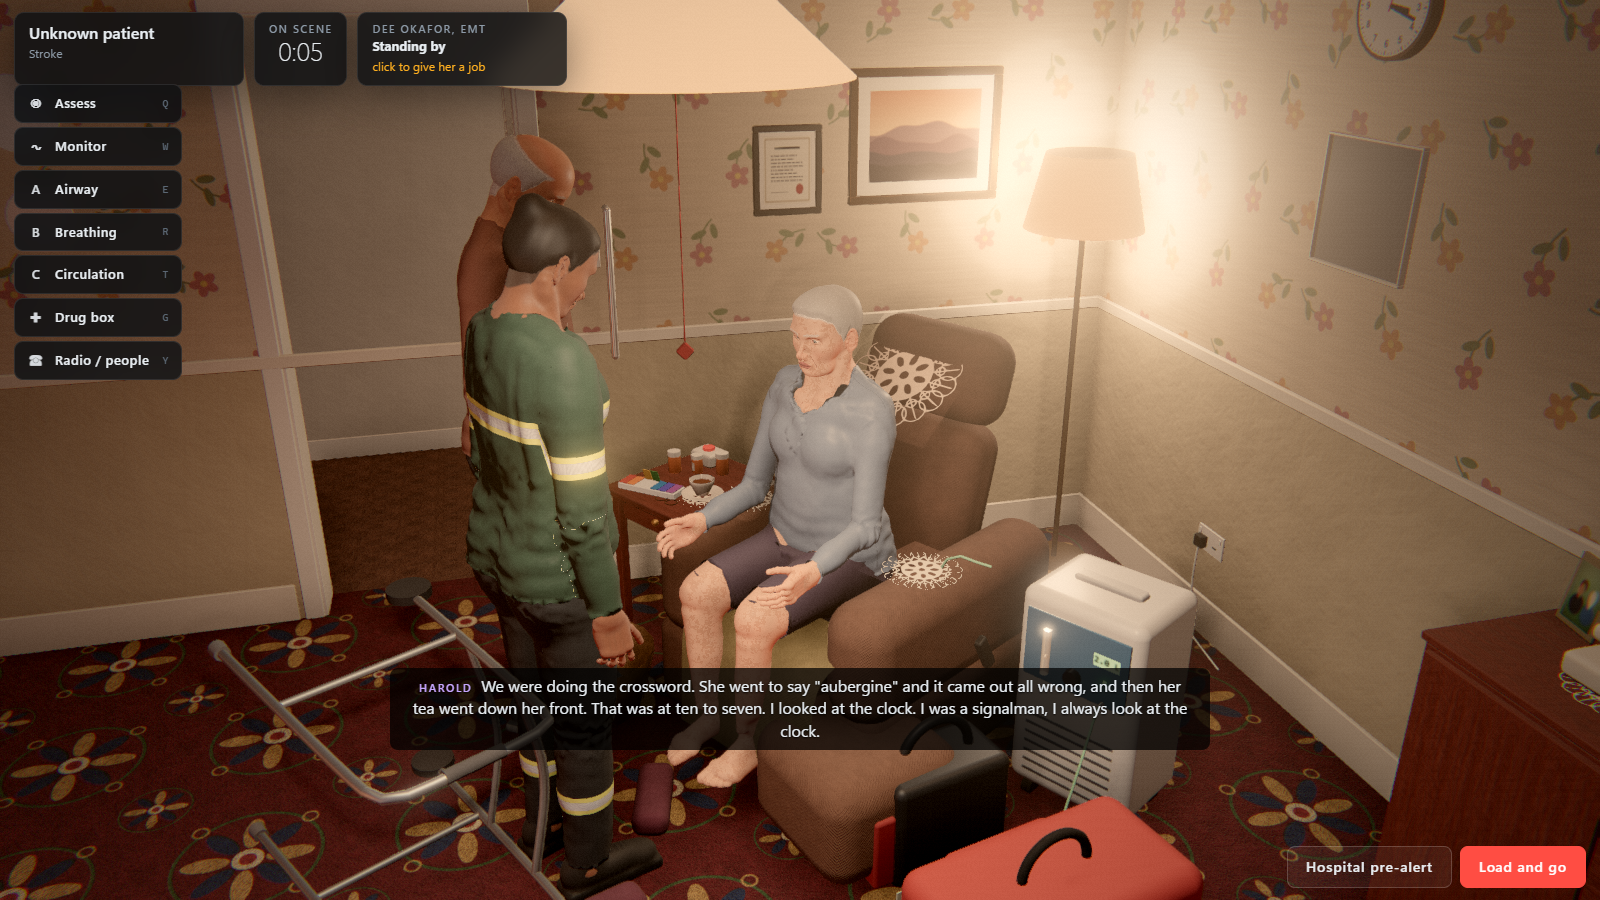 Unknown patient
Stroke
ON SCENE
0:05
DEE OKAFOR, EMT
Standing by
click to give her a job
Assess Q
Monitor W
A Airway E
B Breathing R
C Circulation T
Drug box G
Radio / people Y
HAROLD We were doing the crossword. She went to say "aubergine" and it came out all wrong, and then her
tea went down her front. That was at ten to seven. I looked at the clock. I was a signalman, I always look at the
clock.
Hospital pre-alert
Load and go